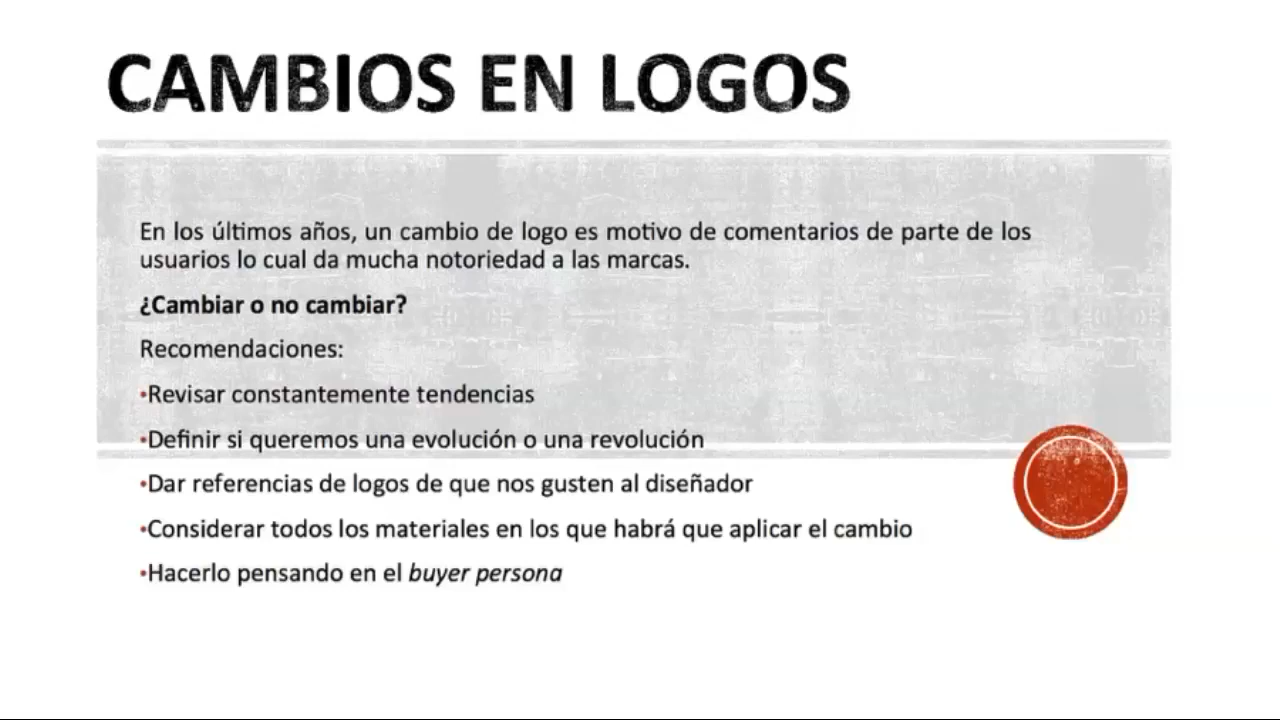 CAMBIOS EN LOGOS
En los últimos años, un cambio de logo es motivo de comentarios de parte de los
usuarios lo cual da mucha notoriedad a las marcas.
¿Cambiar o no cambiar?
Recomendaciones:
•Revisar constantemente tendencias
•Definir si queremos una evolución o una revolución
•Dar referencias de logos de que nos gusten al diseñador
•Considerar todos los materiales en los que habrá que aplicar el cambio
•Hacerlo pensando en el buyer persona